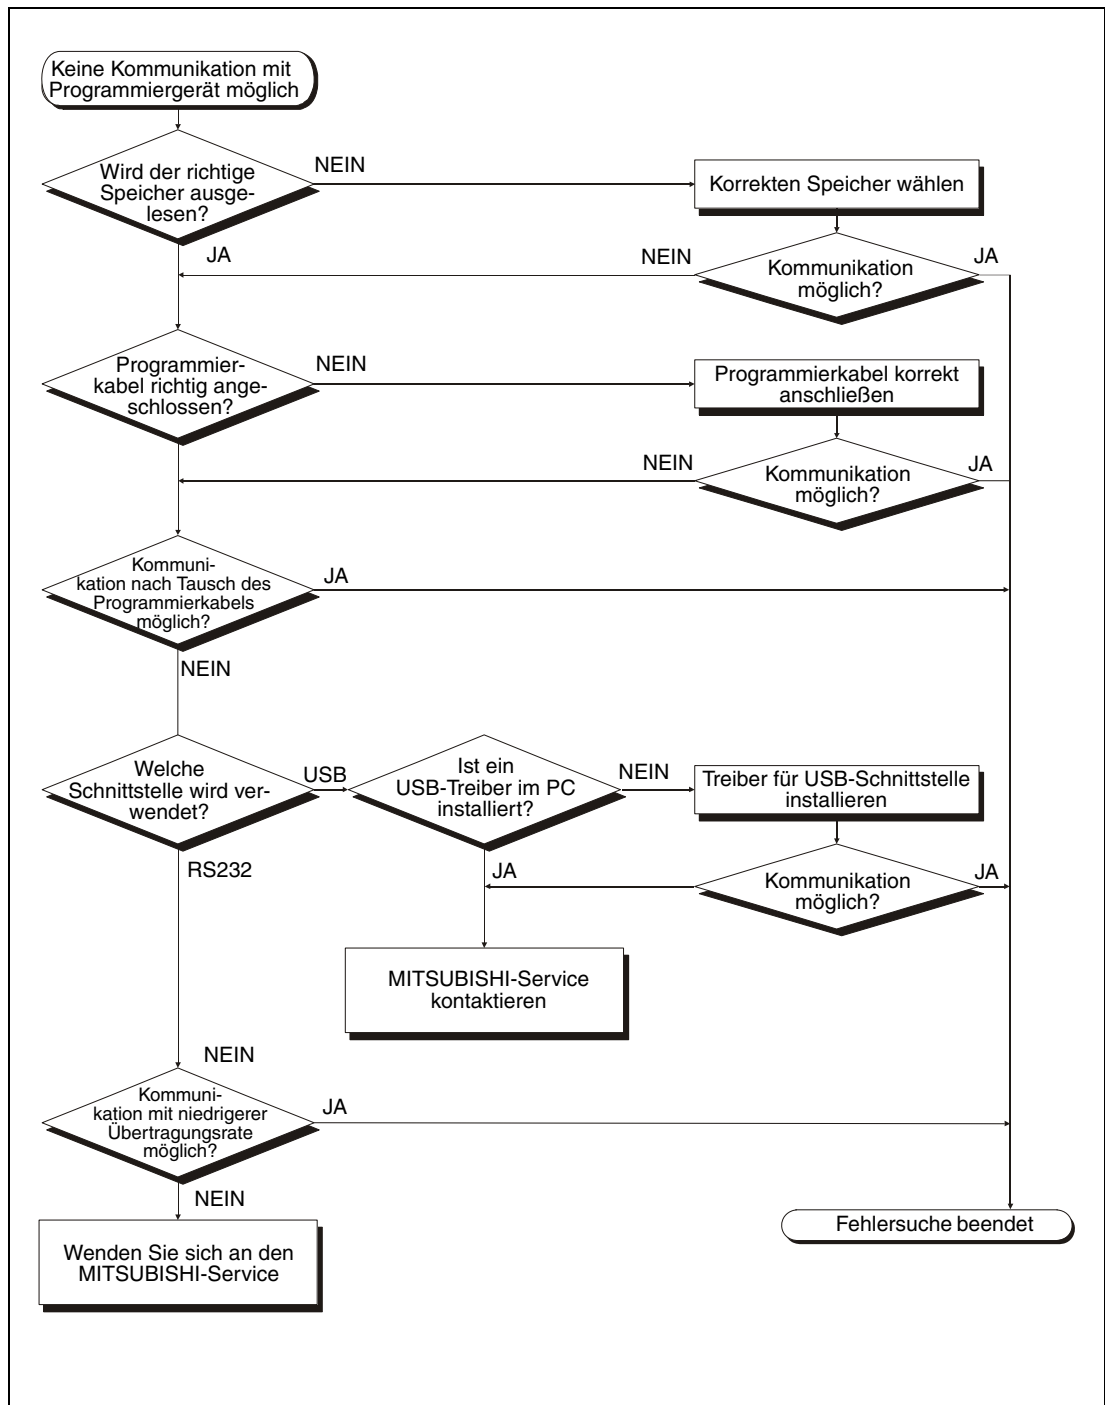 Keine Kommunikation mit
Programmiergerät möglich
Wird der richtige
Speicher ausge-
lesen?
NEIN
Korrekten Speicher wählen
JA
NEIN
Kommunikation
möglich?
JA
Programmier-
kabel richtig ange-
schlossen?
NEIN
Programmierkabel korrekt
anschließen
NEIN
Kommunikation
möglich?
JA
Kommuni-
kation nach Tausch des
Programmierkabels
möglich?
JA
NEIN
Welche
Schnittstelle wird ver-
wendet?
USB
Ist ein
USB-Treiber im PC
installiert?
NEIN
Treiber für USB-Schnittstelle
installieren
RS232
JA
Kommunikation
möglich?
JA
MITSUBISHI-Service
kontaktieren
NEIN
Kommuni-
kation mit niedrigerer
Übertragungsrate
möglich?
JA
NEIN
Wenden Sie sich an den
MITSUBISHI-Service
Fehlersuche beendet